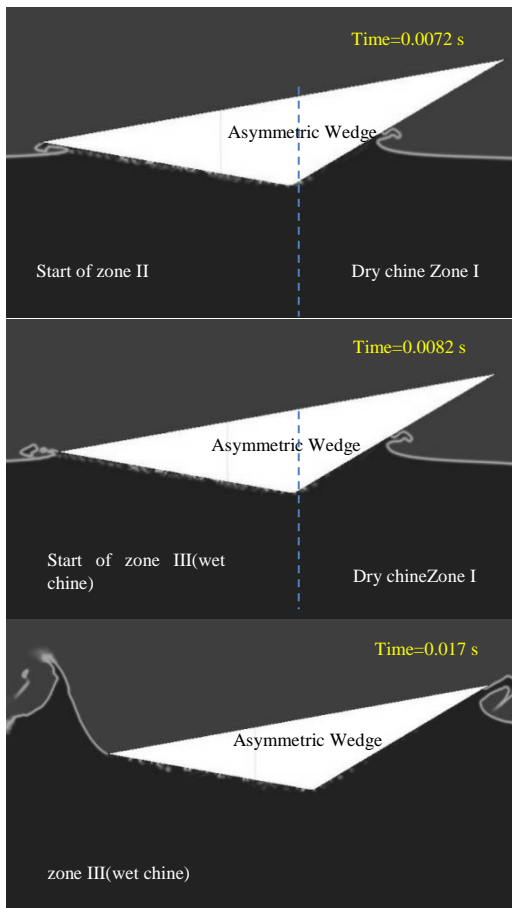 Time=0.0072 s
Asymmetric Wedge
Start of zone II
Dry chine Zone I
Time=0.0082 s
Asymmetric Wedge
Start of zone III(wet
chine)
Dry chineZone I
Time=0.017 s
Asymmetric Wedge
zone III(wet chine)